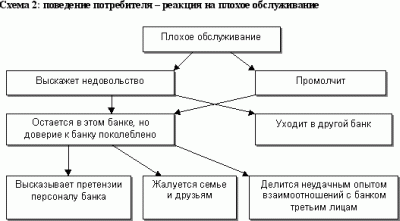 Схема 2: поведение потребителя – реакция на плохое обслуживание
Плохое обслуживание
Выскажет недовольство
Промолчит
Остается в этом банке, но
доверие к банку поколеблено
Уходит в другой банк
Высказывает претензии
персоналу банка
Жалуется семье
и друзьям
Делится неудачным опытом
взаимоотношений с банком
третьим лицам